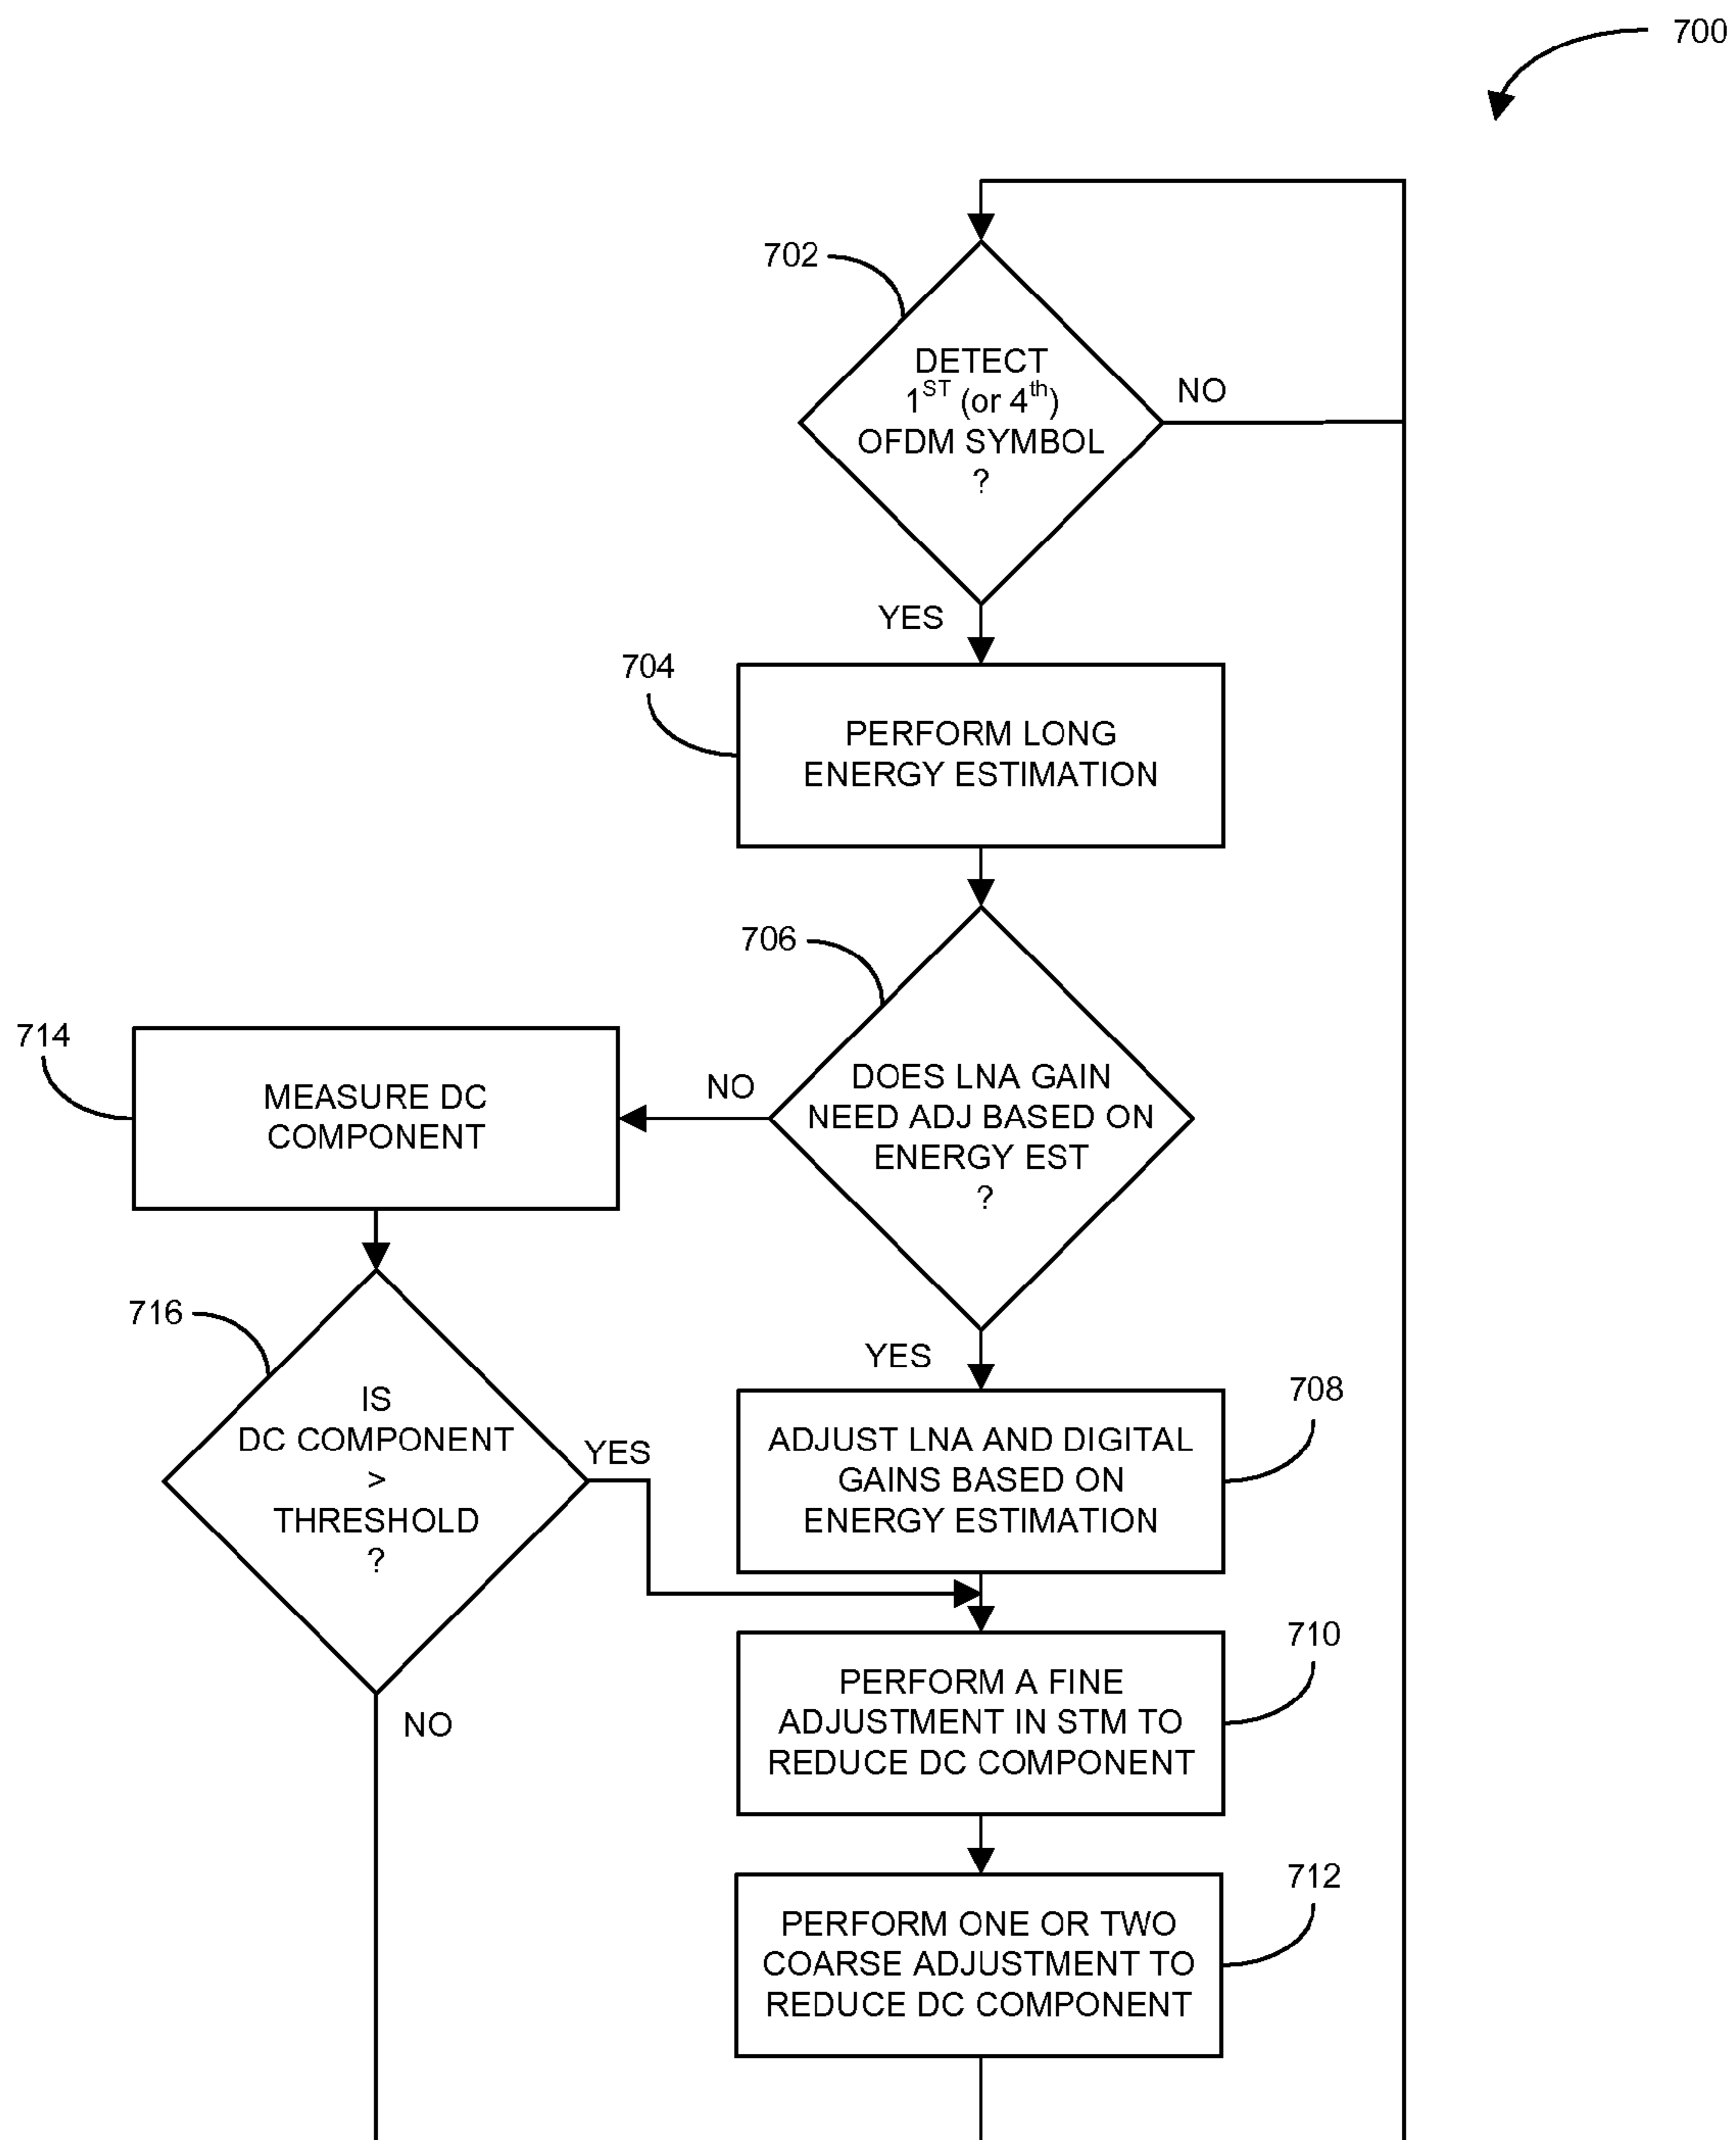 700
702
DETECT
1ST (or 4th)
OFDM SYMBOL
?
NO
YES
704
PERFORM LONG
ENERGY ESTIMATION
706
DOES LNA GAIN
NEED ADJ BASED ON
ENERGY EST
?
NO
YES
714
MEASURE DC
COMPONENT
716
IS
DC COMPONENT
>
THRESHOLD
?
YES
NO
708
ADJUST LNA AND DIGITAL
GAINS BASED ON
ENERGY ESTIMATION
710
PERFORM A FINE
ADJUSTMENT IN STM TO
REDUCE DC COMPONENT
712
PERFORM ONE OR TWO
COARSE ADJUSTMENT TO
REDUCE DC COMPONENT